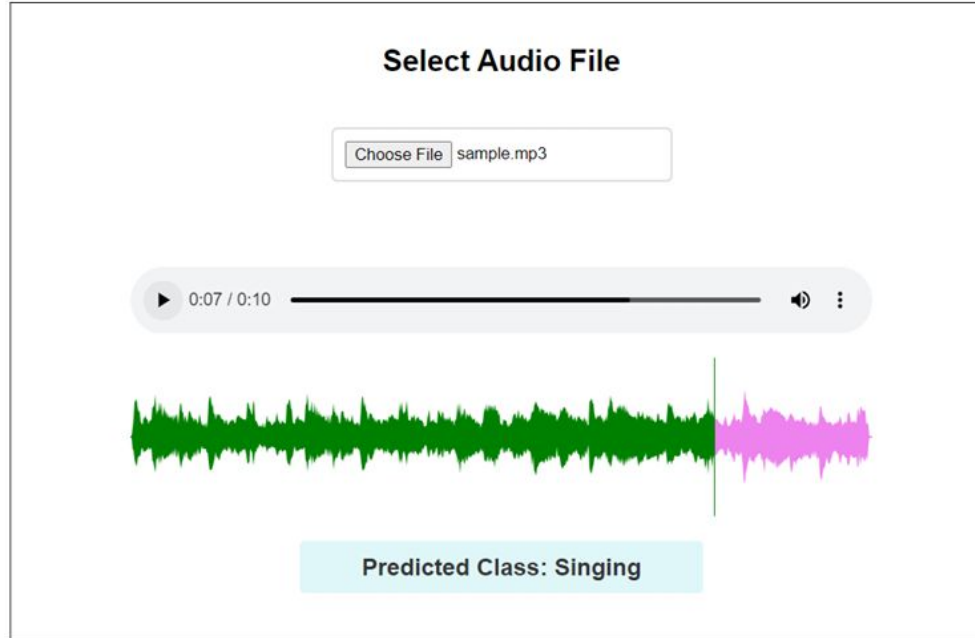 Select Audio File
Choose File sample.mp3
0:07 / 0:10
Predicted Class: Singing